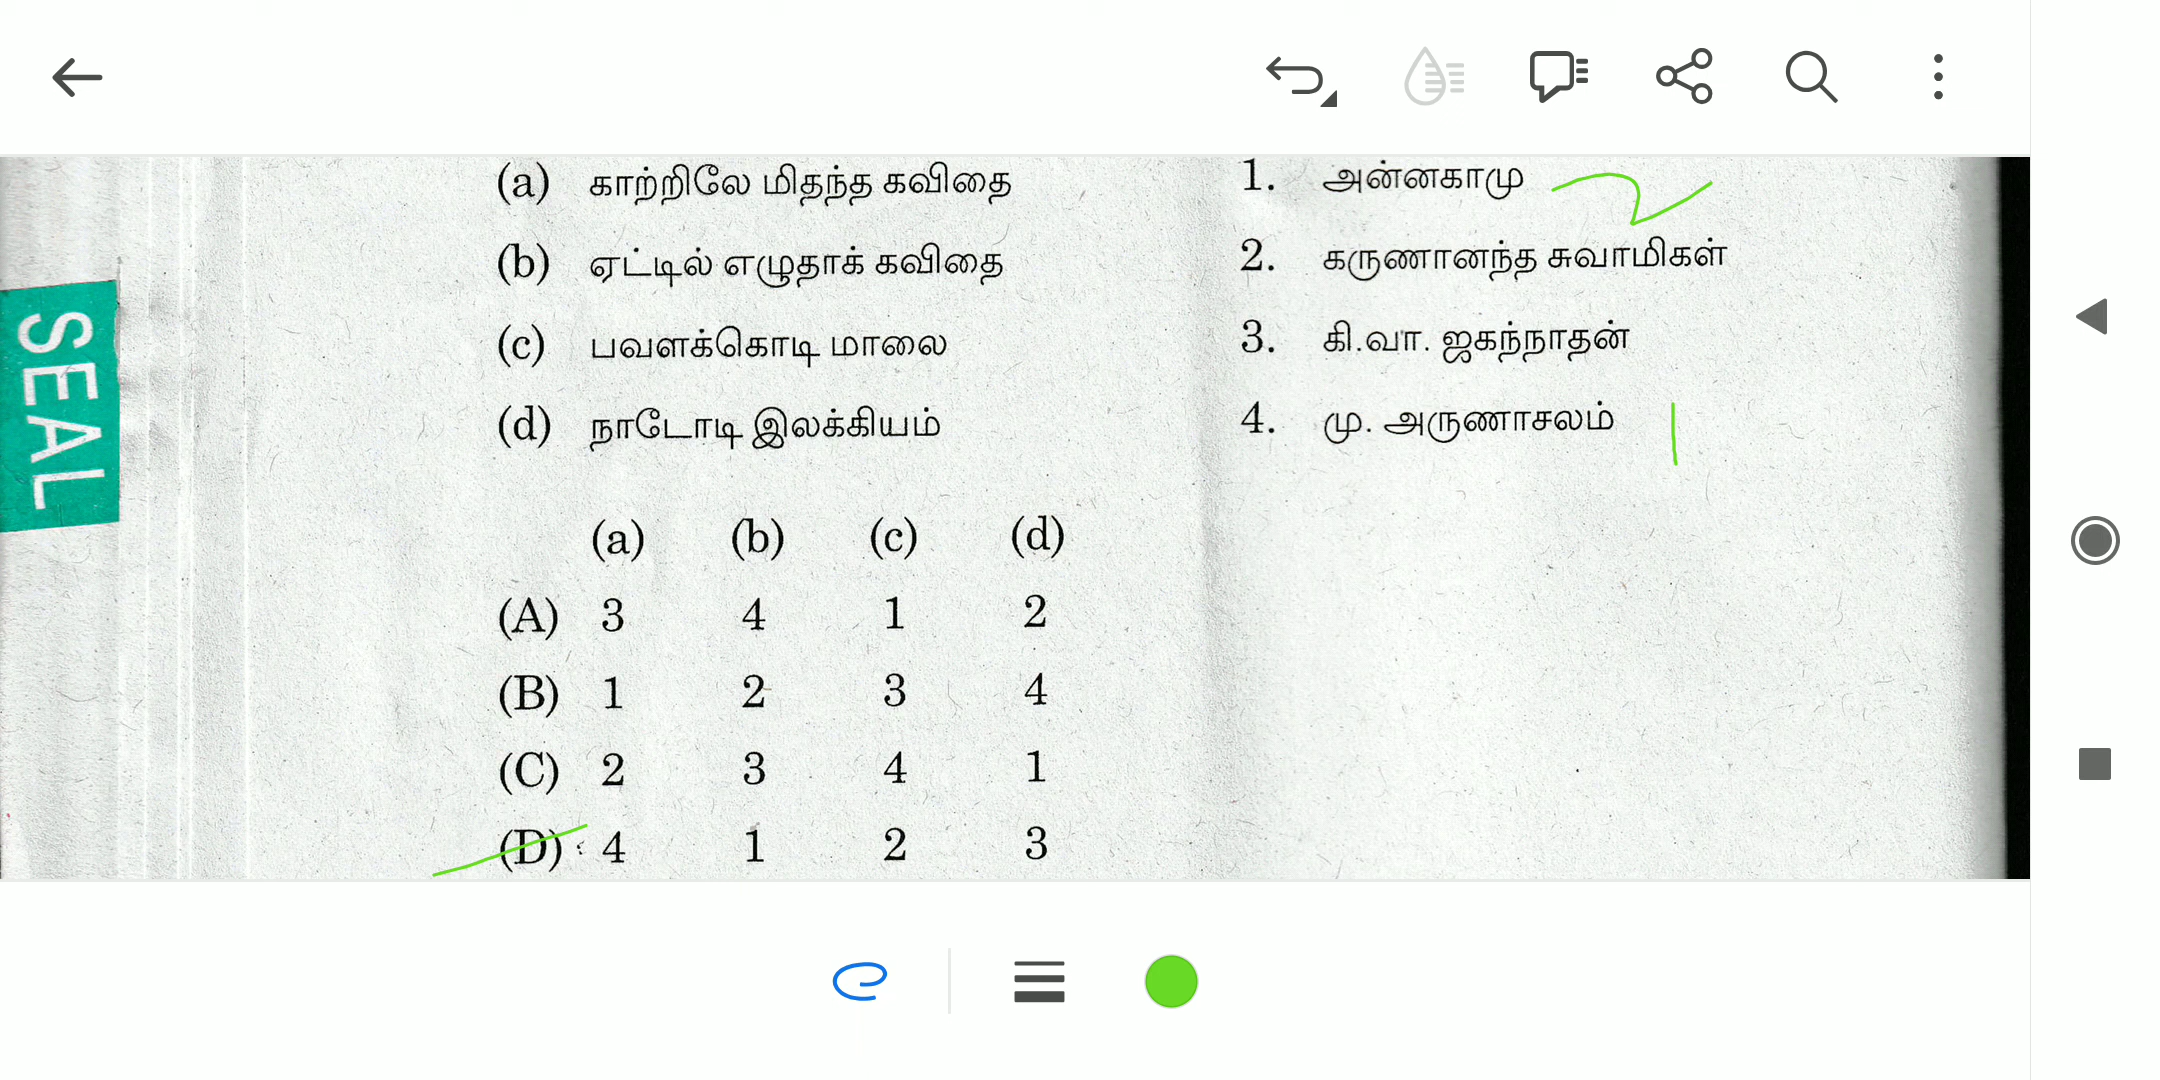 SEAL
(a) காற்றிலே மிதந்த கவிதை 1. அன்னகாமு
(b) ஏட்டில் எழுதாக் கவிதை 2. கருணானந்த சுவாமிகள்
(c) பவளக்கொடி மாலை 3. கி.வா. ஜகந்நாதன்
(d) நாடோடி இலக்கியம் 4. மு. அருணாசலம்
(a) (b) (c) (d)
(A) 3 4 1 2
(B) 1 2 3 4
(C) 2 3 4 1
(D) 4 1 2 3